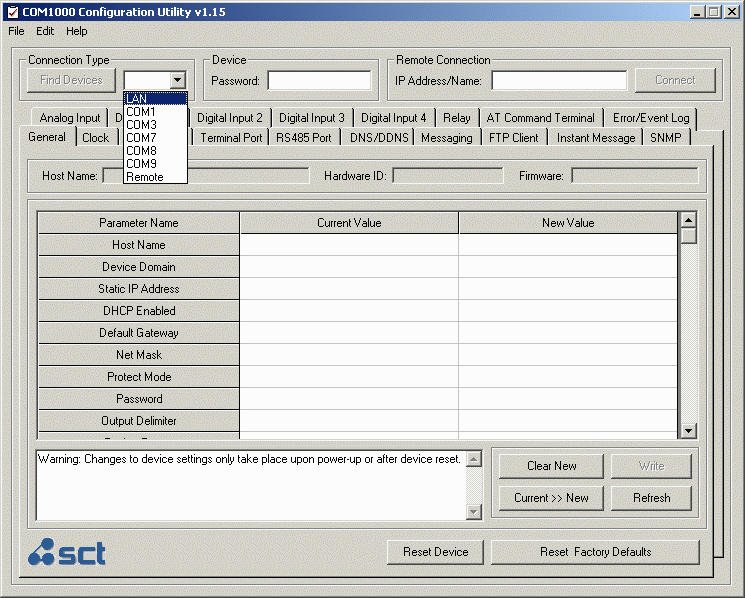 COM1000 Configuration Utility v1.15
File Edit Help
Connection Type Device Remote Connection
Find Devices Password: IP Address/Name: Connect
LAN
COM1
COM3
COM7
COM8
COM9
Remote
Analog Input D Digital Input 2 Digital Input 3 Digital Input 4 Relay AT Command Terminal Error/Event Log
General Clock Terminal Port RS485 Port DNS/DDNS Messaging FTP Client Instant Message SNMP
Host Name: Hardware ID: Firmware:
Parameter Name Current Value New Value
Host Name
Device Domain
Static IP Address
DHCP Enabled
Default Gateway
Net Mask
Protect Mode
Password
Output Delimiter
Warning: Changes to device settings only take place upon power-up or after device reset.
Clear New Write
Current >> New Refresh
sct
Reset Device Reset Factory Defaults